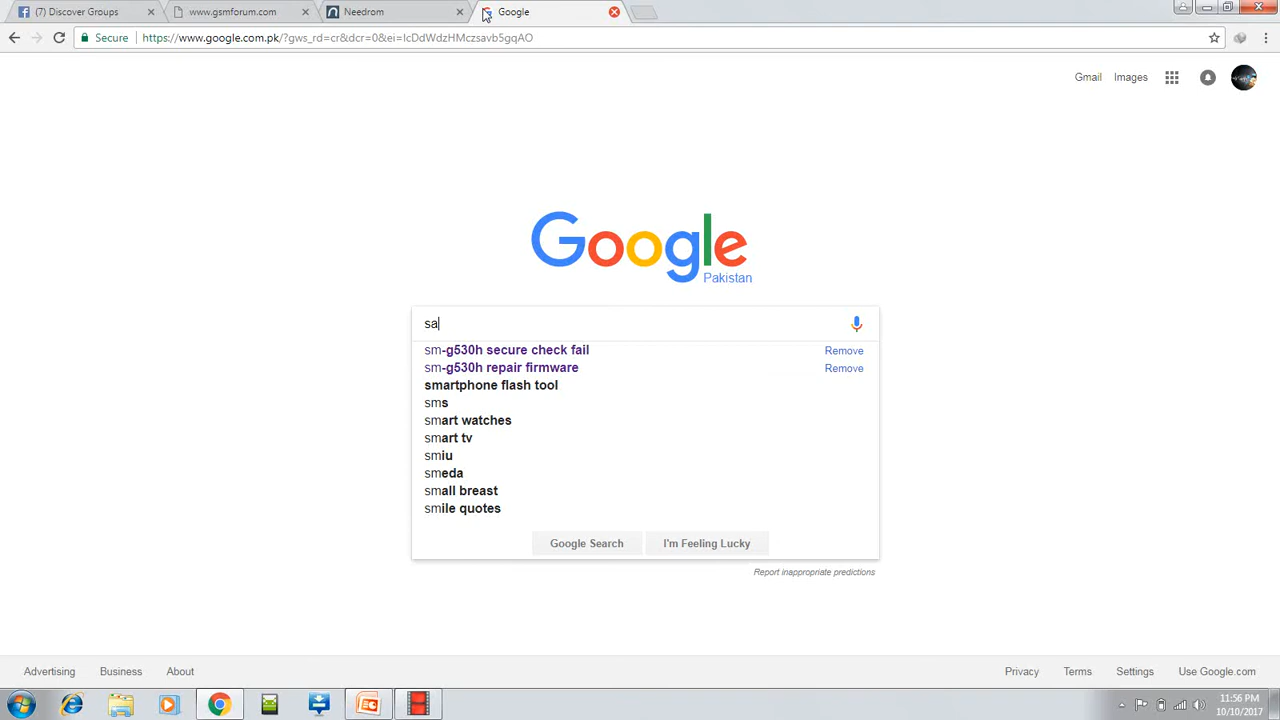 (7) Discover Groups
www.gsmforum.com
Needrom
Google
Secure
https://www.google.com.pk/?gws_rd=cr&dcr=0&ei=IcDdWdzHMczsavb5gqAO
Gmail
Images
Google
Pakistan
sa
sm-g530h secure check fail
Remove
sm-g530h repair firmware
Remove
smartphone flash tool
sms
smart watches
smart tv
smiu
smeda
small breast
smile quotes
Google Search
I'm Feeling Lucky
Report inappropriate predictions
Advertising
Business
About
Privacy
Terms
Settings
Use Google.com
11:56 PM
10/10/2017